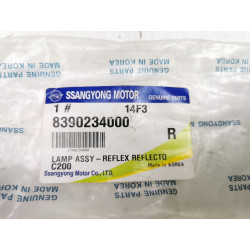 SSANGYONG MOTOR GENUINE PARTS
1 # 14F3
8390234000
R
LAMP ASSY-REFLEX REFLECTO
C200 MADE IN KOREA
Ssangyong Motor Co., LTD.
MADE IN KOREA
GENUINE PARTS